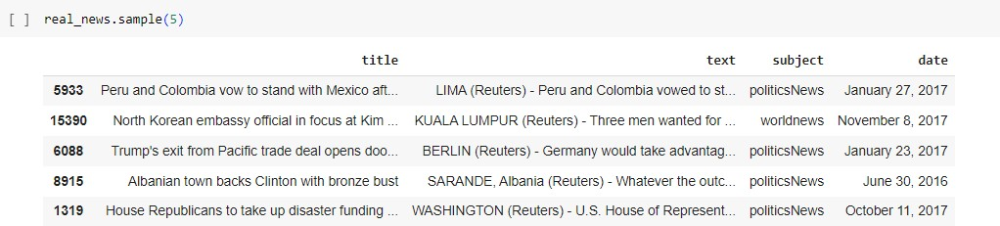 [ ] real_news.sample(5)
title text subject date
5933 Peru and Colombia vow to stand with Mexico aft... LIMA (Reuters) - Peru and Colombia vowed to st... politicsNews January 27, 2017
15390 North Korean embassy official in focus at Kim ... KUALA LUMPUR (Reuters) - Three men wanted for ... worldnews November 8, 2017
6088 Trump's exit from Pacific trade deal opens doo... BERLIN (Reuters) - Germany would take advantag... politicsNews January 23, 2017
8915 Albanian town backs Clinton with bronze bust SARANDE, Albania (Reuters) - Whatever the outc... politicsNews June 30, 2016
1319 House Republicans to take up disaster funding ... WASHINGTON (Reuters) - U.S. House of Represent... politicsNews October 11, 2017